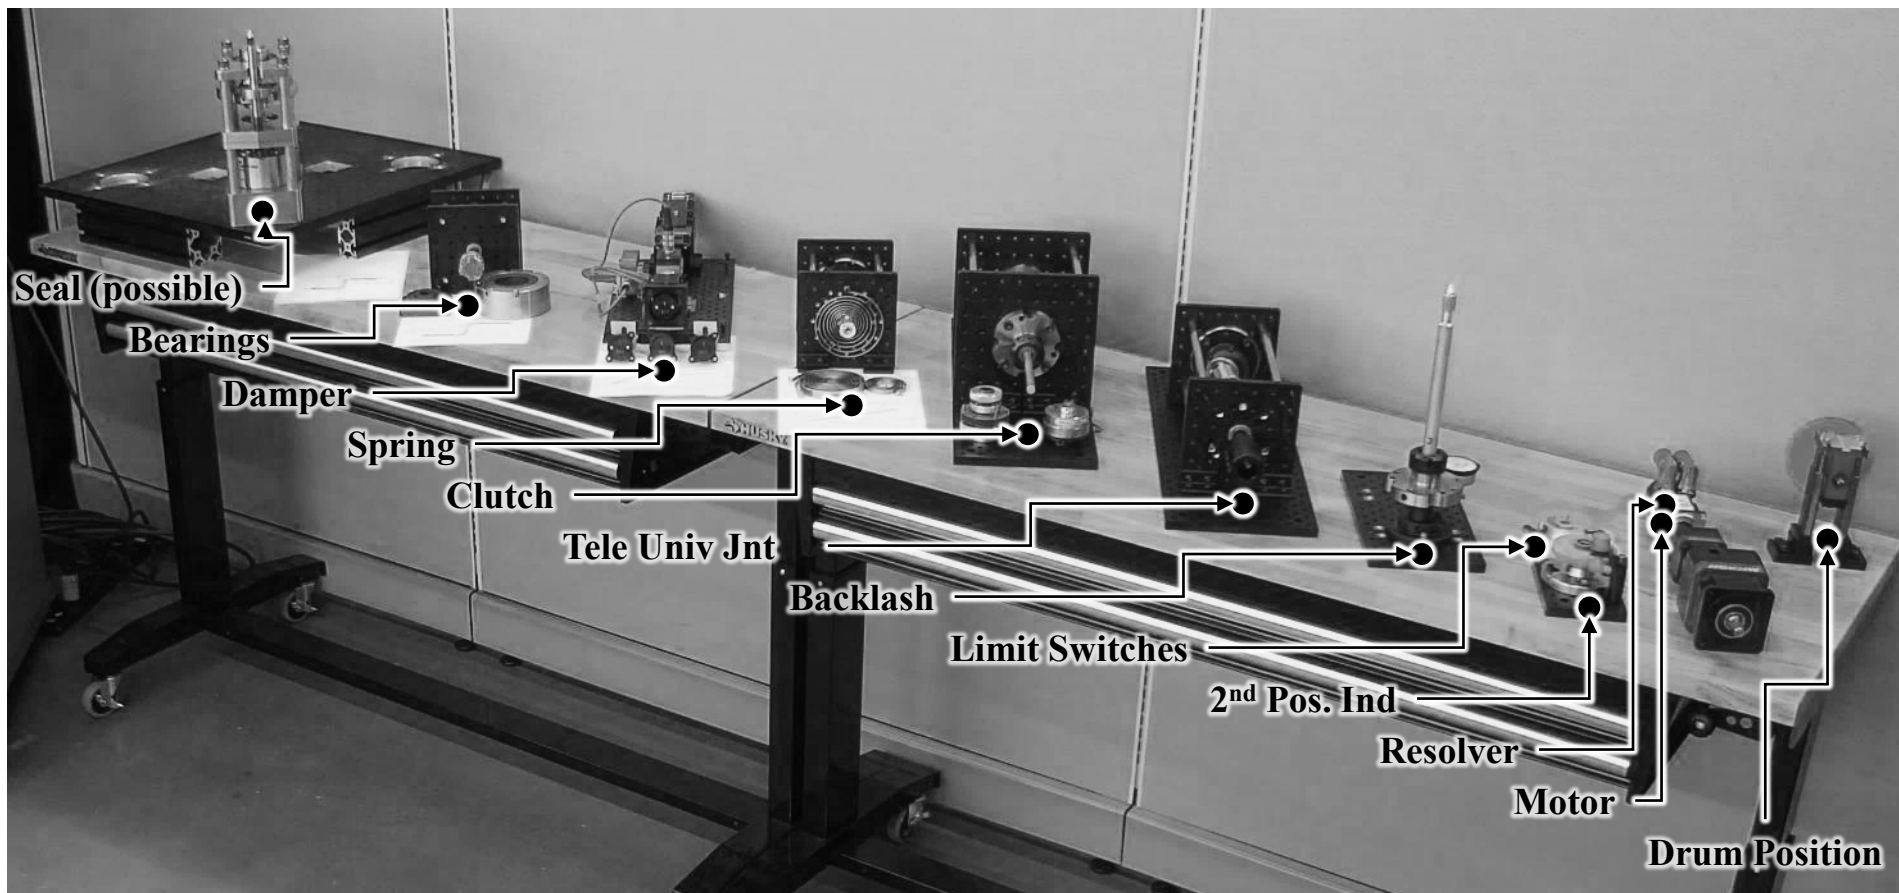 Seal (possible)
Bearings
Damper
Spring
HUSKY
Clutch
Tele Univ Jnt
Backlash
Limit Switches
2nd Pos. Ind
Resolver
Motor
Drum Position